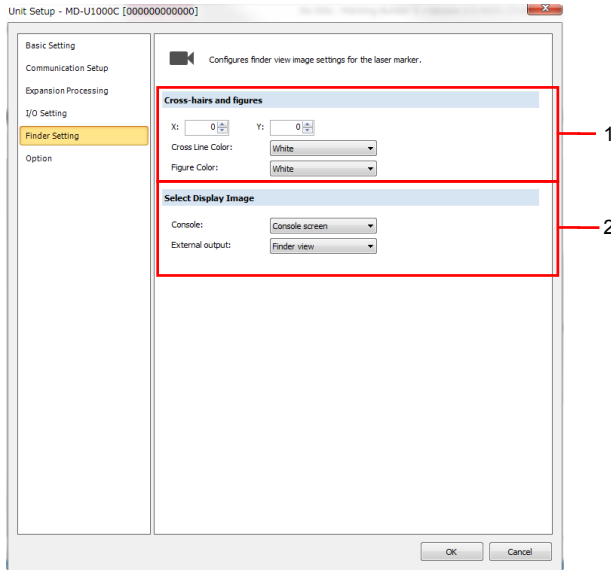 Unit Setup - MD-U1000C [000000000000]
Basic Setting
Communication Setup
Expansion Processing
I/O Setting
Finder Setting
Option
Configures finder view image settings for the laser marker.
Cross-hairs and figures
X: 0 Y: 0
Cross Line Color: White
Figure Color: White
1
Select Display Image
Console: Console screen
External output: Finder view
2
OK Cancel